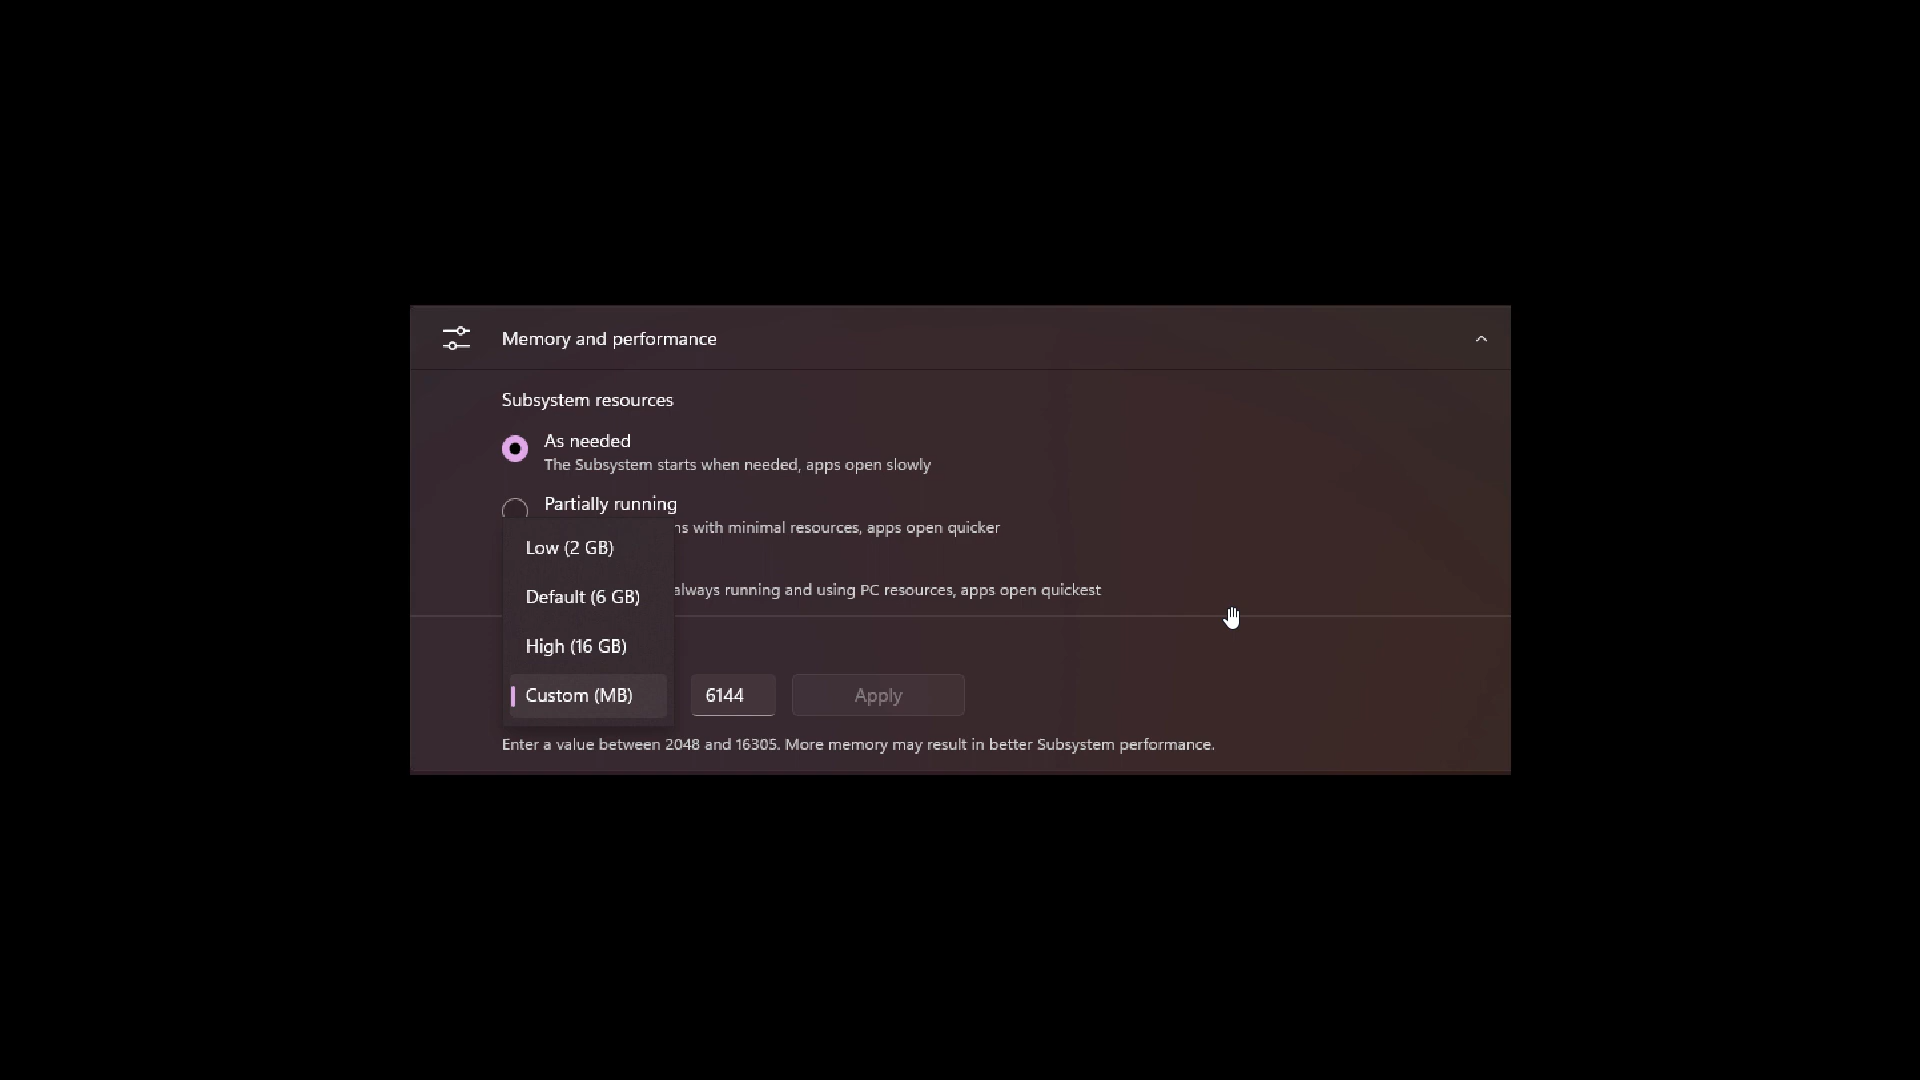 Memory and performance
Subsystem resources
As needed
The Subsystem starts when needed, apps open slowly
Partially running
with minimal resources, apps open quicker
Low (2 GB)
always running and using PC resources, apps open quickest
Default (6 GB)
High (16 GB)
Custom (MB) 6144 Apply
Enter a value between 2048 and 16305. More memory may result in better Subsystem performance.